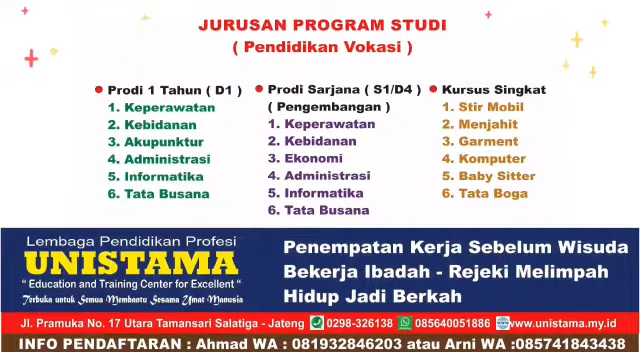 JURUSAN PROGRAM STUDI
( Pendidikan Vokasi )
Prodi 1 Tahun ( D1 )
1. Keperawatan
2. Kebidanan
3. Akupunktur
4. Administrasi
5. Informatika
6. Tata Busana
Prodi Sarjana ( S1/D4 )
( Pengembangan )
1. Keperawatan
2. Kebidanan
3. Ekonomi
4. Administrasi
5. Informatika
6. Tata Busana
Kursus Singkat
1. Stir Mobil
2. Menjahit
3. Garment
4. Komputer
5. Baby Sitter
6. Tata Boga
Lembaga Pendidikan Profesi
UNISTAMA
“ Education and Training Center for Excellent “
Terbuka untuk Semua Membantu Sesama Umat Manusia
Penempatan Kerja Sebelum Wisuda
Bekerja Ibadah - Rejeki Melimpah
Hidup Jadi Berkah
Jl. Pramuka No. 17 Utara Tamansari Salatiga - Jateng 0298-326138 085640051886 www.unistama.my.id
INFO PENDAFTARAN : Ahmad WA : 081932846203 atau Arni WA :085741843438